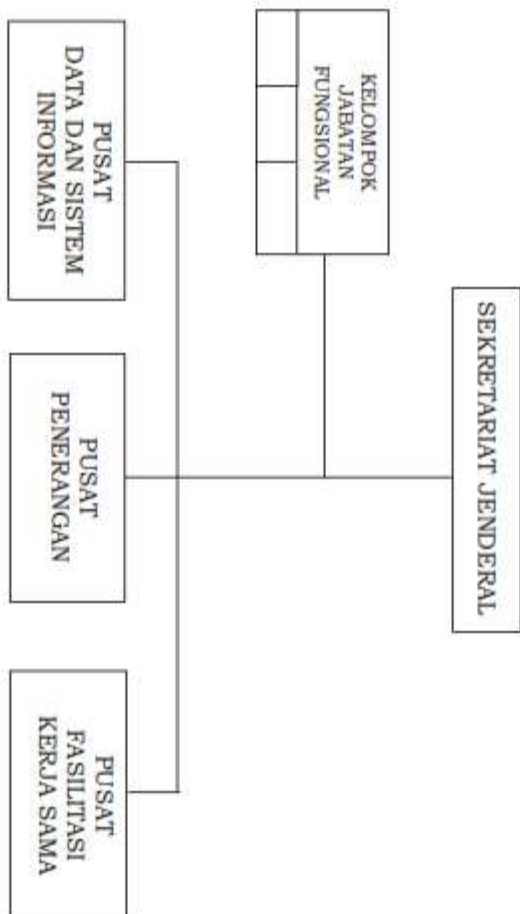 SEKRETARIAT JENDERAL
KELOMPOK
JABATAN
FUNGSIONAL
PUSAT
DATA DAN SISTEM
INFORMASI
PUSAT
PENERANGAN
PUSAT
FASILITASI
KERJA SAMA